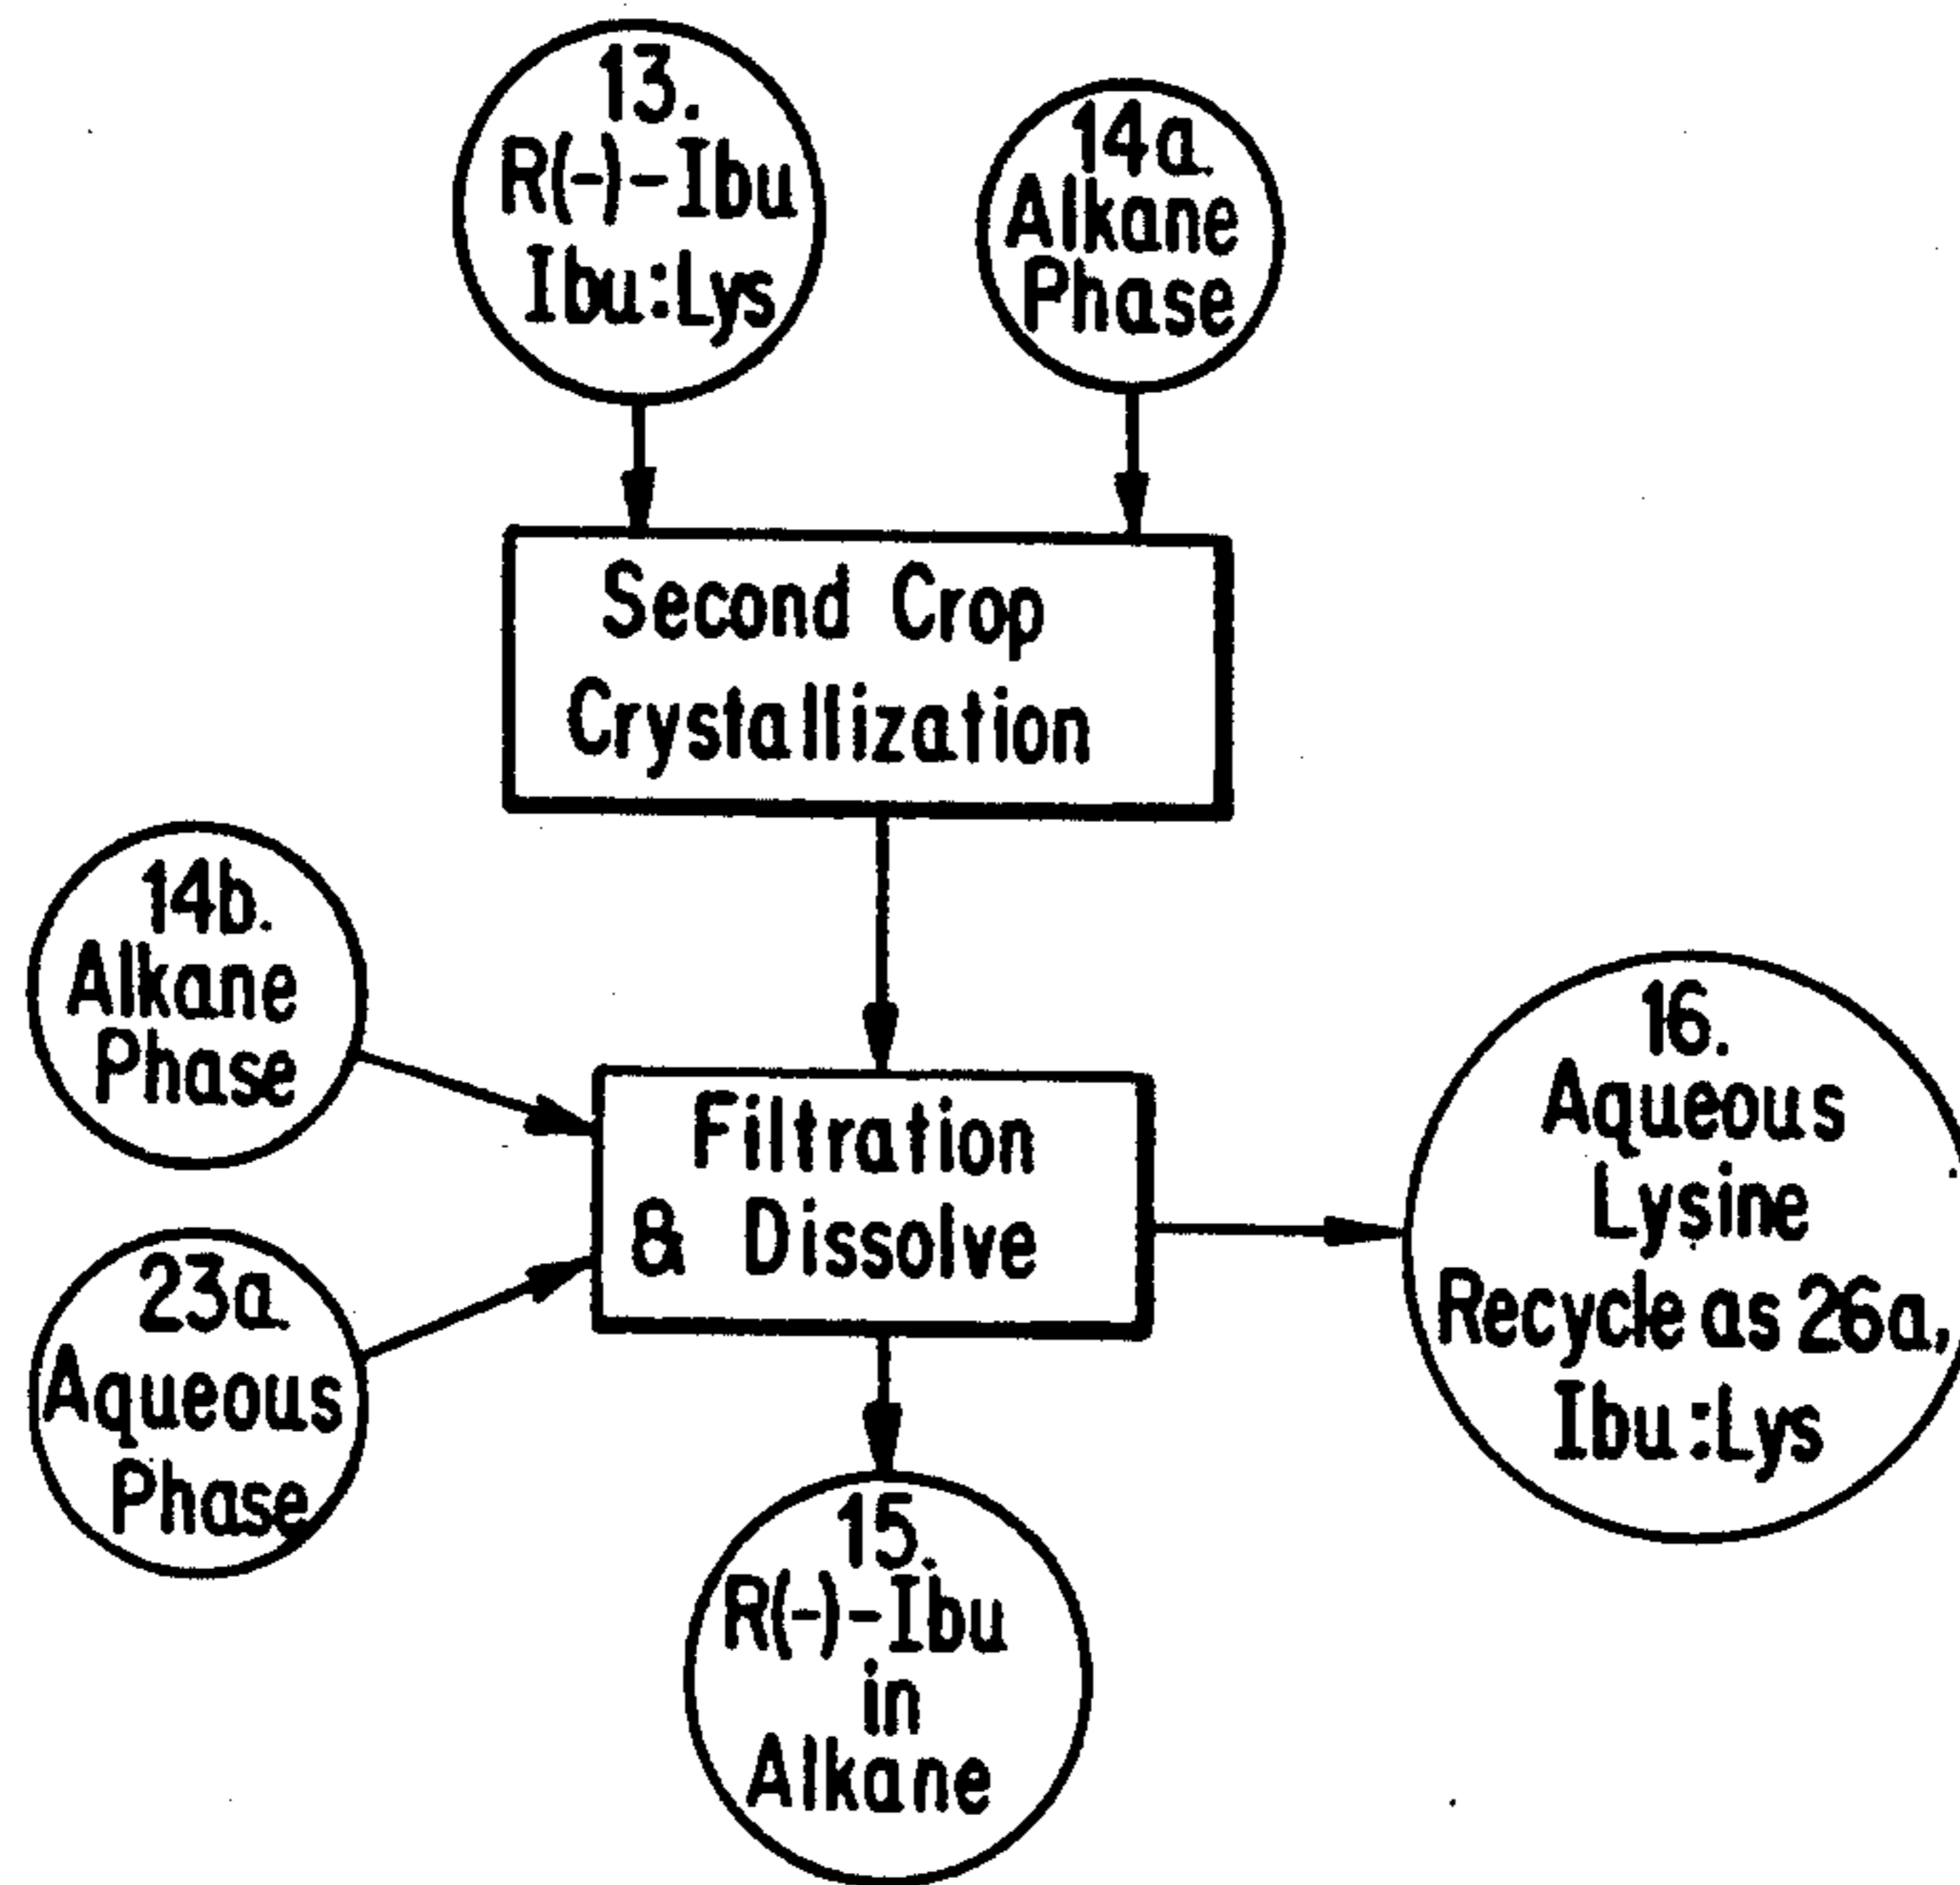 13.
R(-)-Ibu
Ibu:Lys
14a.
Alkane
Phase
Second Crop
Crystallization
14b.
Alkane
Phase
23a.
Aqueous
Phase
Filtration
& Dissolve
16.
Aqueous
Lysine
Recycle as 26a,
Ibu:Lys
15.
R(-)-Ibu
in
Alkane